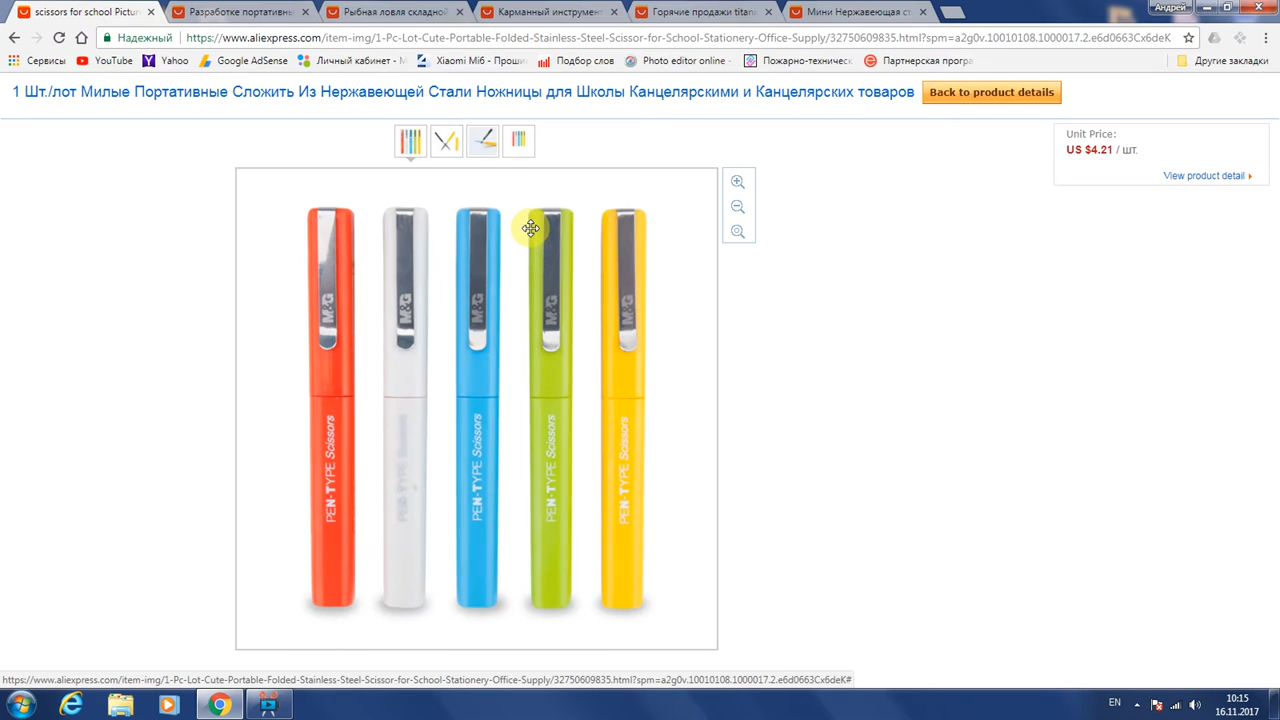 scissors for school Pictur
Разработке портативны
Рыбная ловля складной
Карманный инструмент
Горячие продажи titan
Мини Нержавеющая ст
Андрей
Надежный
https://www.aliexpress.com/item-img/1-Pc-Lot-Cute-Portable-Folded-Stainless-Steel-Scissor-for-School-Stationery-Office-Supply/32750609835.html?spm=a2g0v.10010108.1000017.2.e6d0663Cx6deK
Сервисы
YouTube
Yahoo
Google AdSense
Личный кабинет - М
Xiaomi Mi6 - Проши
Подбор слов
Photo editor online -
Пожарно-техническ
Партнерская програ
Другие закладки
1 Шт./лот Милые Портативные Сложить Из Нержавеющей Стали Ножницы для Школы Канцелярскими и Канцелярских товаров
Back to product details
Unit Price:
US $4.21 / шт.
View product detail
M&G
M&G
M&G
M&G
M&G
PEN-TYPE Scissors
PEN-TYPE Scissors
PEN-TYPE Scissors
PEN-TYPE Scissors
PEN-TYPE Scissors
https://www.aliexpress.com/item-img/1-Pc-Lot-Cute-Portable-Folded-Stainless-Steel-Scissor-for-School-Stationery-Office-Supply/32750609835.html?spm=a2g0v.10010108.1000017.2.e6d0663Cx6deK#
EN
10:15
16.11.2017